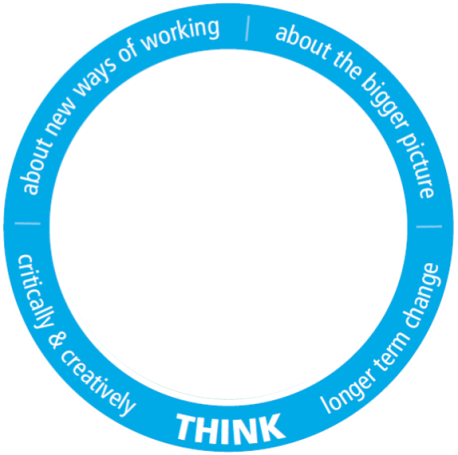 THINK
critically & creatively
about new ways of working
about the bigger picture
longer term change